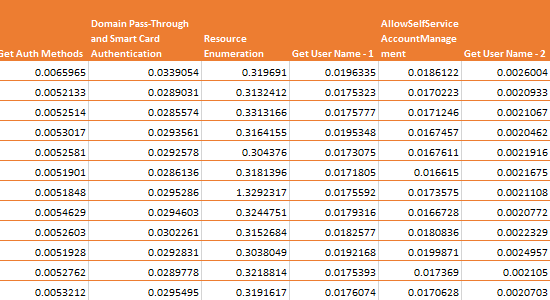 Get Auth Methods Domain Pass-Through and Smart Card Authentication Resource Enumeration Get User Name - 1 AllowSelfService AccountManage ment Get User Name - 2
0.0065965 0.0339054 0.319691 0.0196335 0.0186122 0.0026004
0.0052133 0.0289031 0.3132412 0.0175323 0.0170223 0.0020933
0.0052514 0.0285574 0.3313166 0.0175777 0.0171246 0.0021067
0.0053017 0.0293561 0.3164155 0.0195348 0.0167457 0.0020462
0.0052581 0.0292578 0.304376 0.0173075 0.0167611 0.0021916
0.0051901 0.0286136 0.3181396 0.0171805 0.016615 0.0021675
0.0051848 0.0295286 1.3292317 0.0175592 0.0173575 0.0021108
0.0054629 0.0294603 0.3244751 0.0179316 0.0166728 0.0020772
0.0052603 0.0302261 0.3152684 0.0182577 0.0180836 0.0022329
0.0051928 0.0292831 0.3038049 0.0192168 0.0199871 0.0024957
0.0052762 0.0289778 0.3218814 0.0175393 0.017369 0.002105
0.0053212 0.0295495 0.3191617 0.0176074 0.0170628 0.0020703